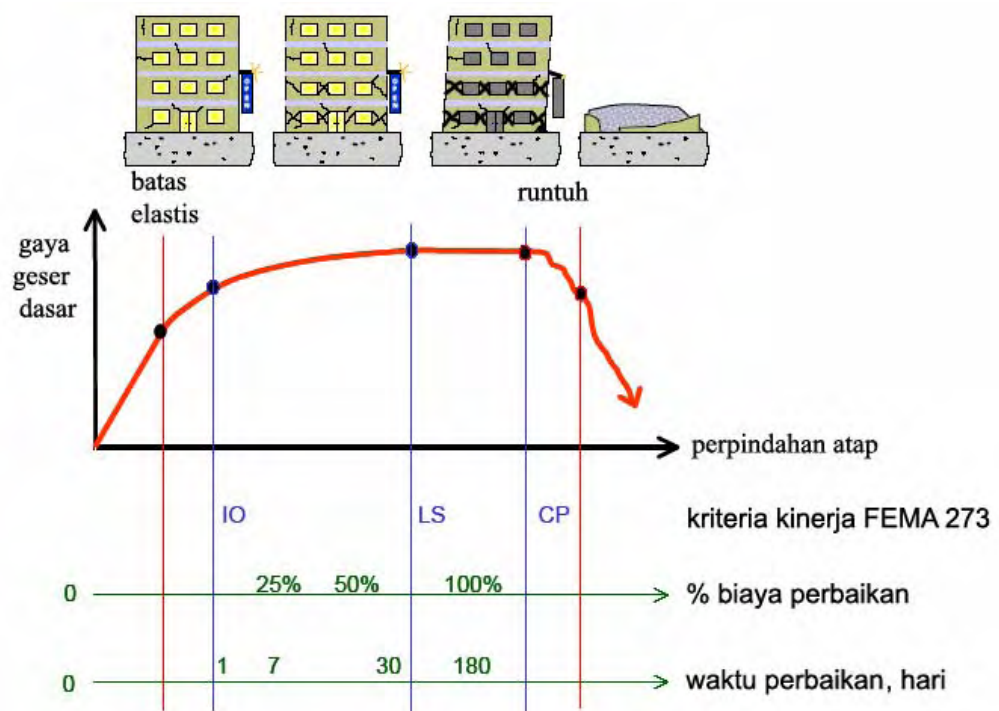 batas
elastis
runtuh
gaya
geser
dasar
perpindahan atap
IO
LS
CP
kriteria kinerja FEMA 273
0
25%
50%
100%
% biaya perbaikan
0
1
7
30
180
waktu perbaikan, hari